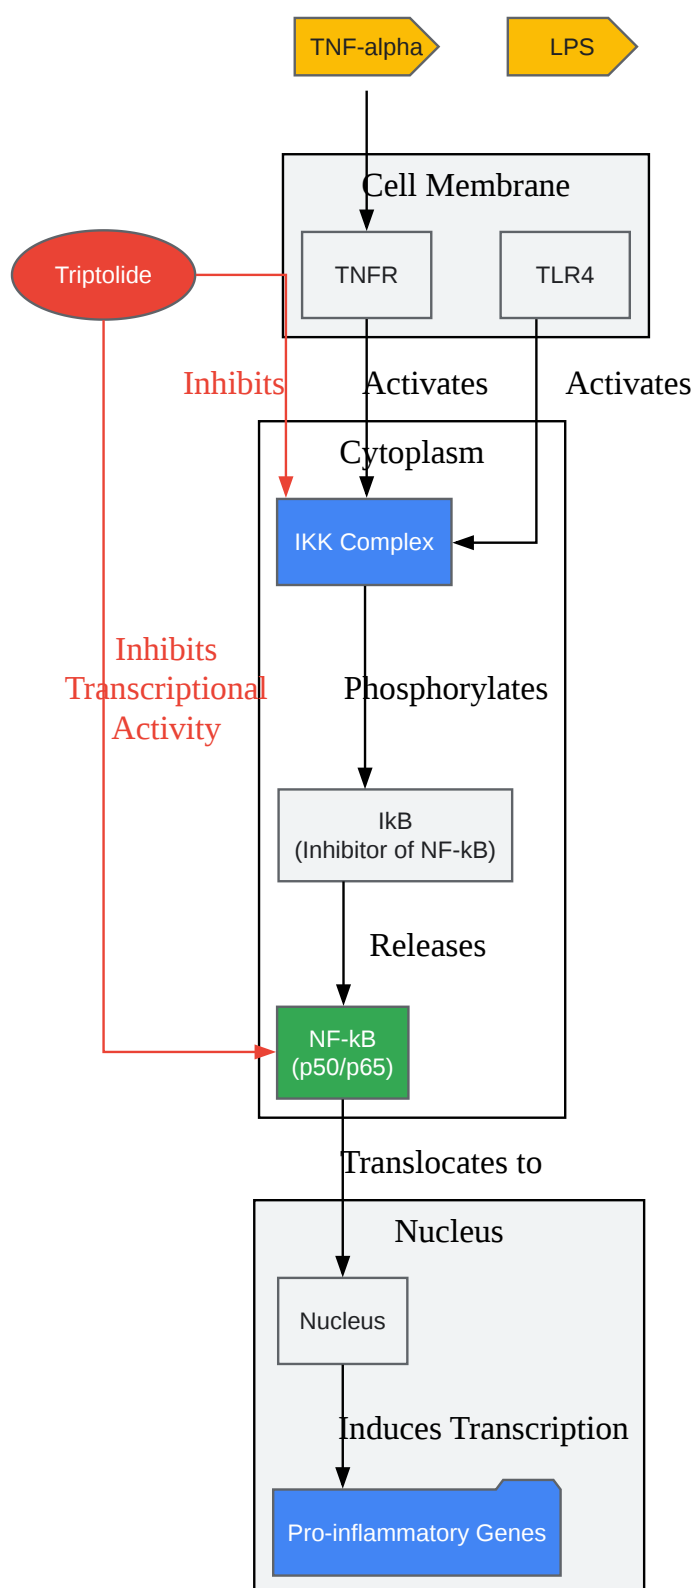 TNF-alpha
LPS
Cell Membrane
Triptolide
TNFR
TLR4
Inhibits
Activates
Activates
Cytoplasm
IKK Complex
Inhibits
Transcriptional
Activity
Phosphorylates
IkB
(Inhibitor of NF-kB)
Releases
NF-kB
(p50/p65)
Translocates to
Nucleus
Nucleus
Induces Transcription
Pro-inflammatory Genes